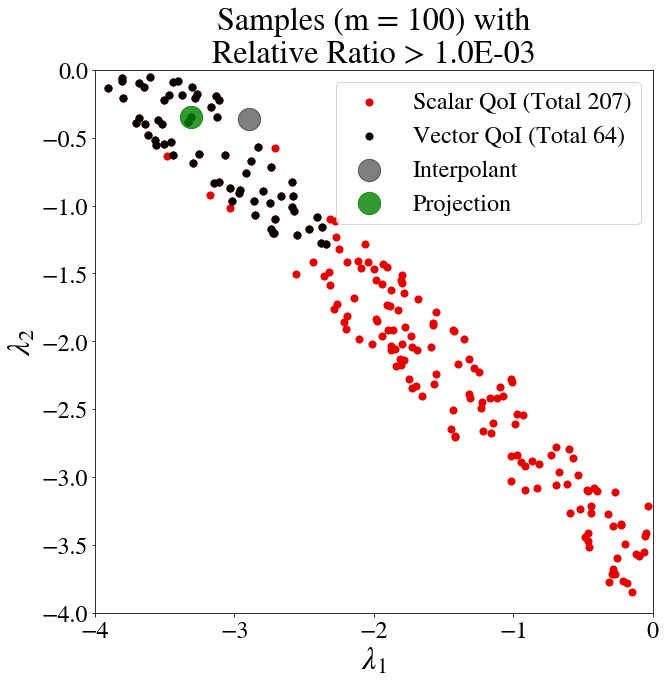 Samples (m = 100) with
Relative Ratio > 1.0E-03
Scalar QoI (Total 207)
Vector QoI (Total 64)
Interpolant
Projection
0.0
−0.5
−1.0
−1.5
−2.0
−2.5
−3.0
−3.5
−4.0
λ2
−4
−3
−2
−1
0
λ1